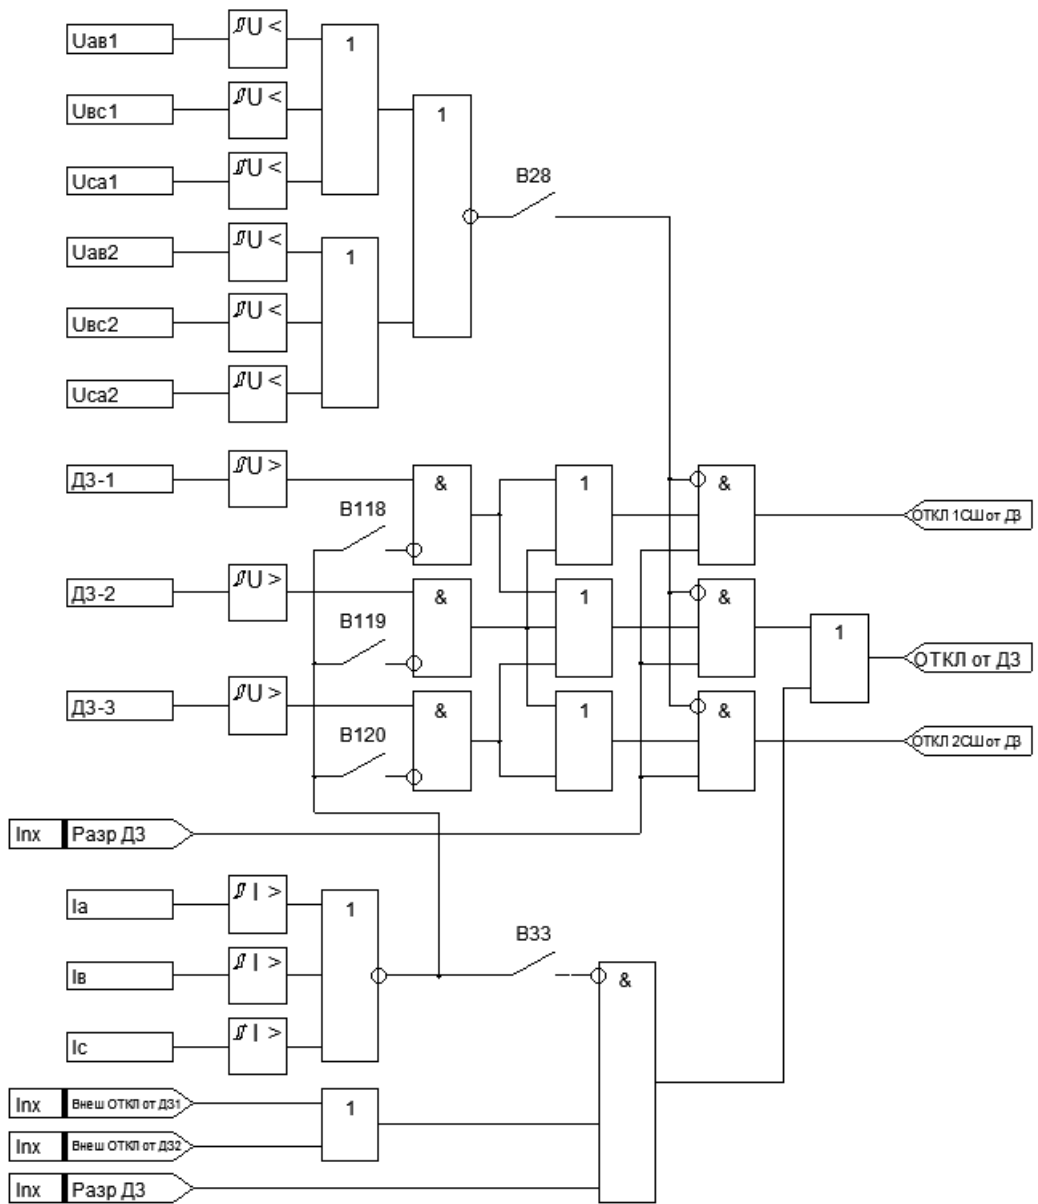 Uав1
U <
1
Uвс1
U <
1
Uса1
U <
B28
Uав2
U <
1
Uвс2
U <
Uса2
U <
ДЗ-1
U >
&
1
&
B118
ОТКЛ 1СШ от ДЗ
ДЗ-2
U >
&
1
&
B119
1
ОТКЛ от ДЗ
ДЗ-3
U >
&
1
&
B120
ОТКЛ 2СШ от ДЗ
Inx Разр ДЗ
Iа
I >
1
B33
Iв
I >
&
Iс
I >
Inx Внеш ОТКЛ от ДЗ1
1
Inx Внеш ОТКЛ от ДЗ2
Inx Разр ДЗ